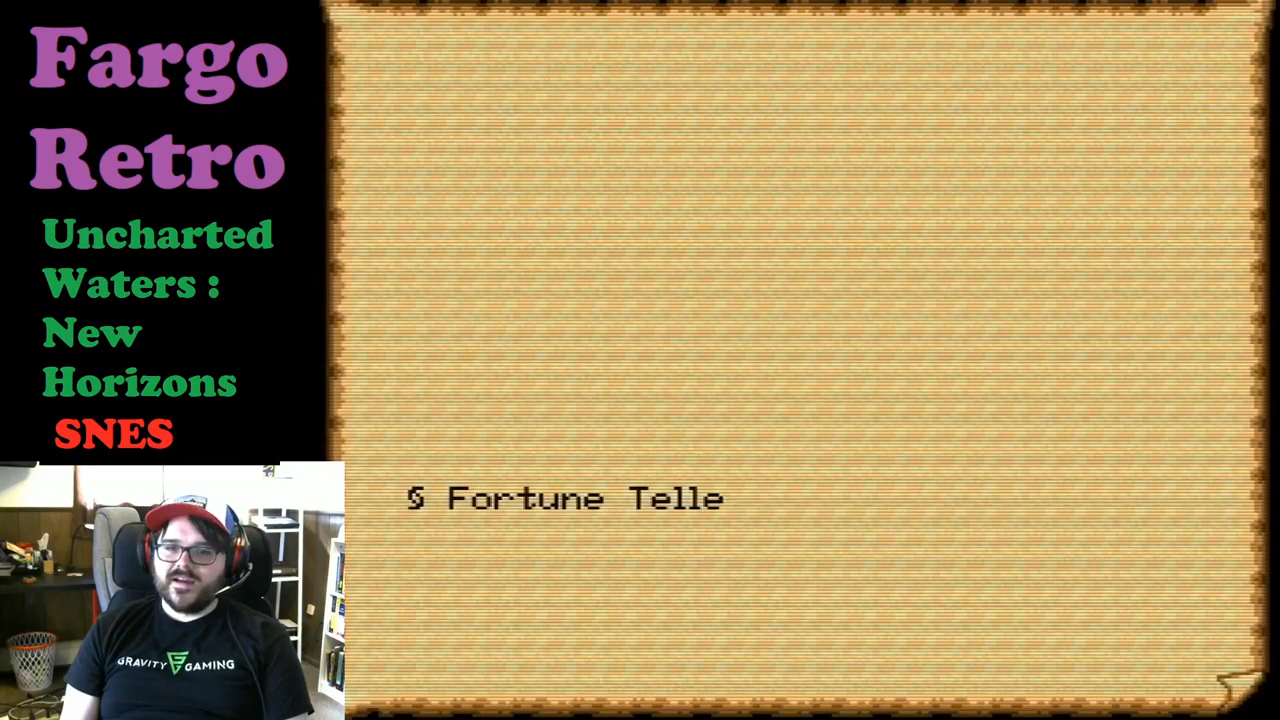 Fargo
Retro
Uncharted
Waters :
New
Horizons
SNES
§ Fortune Telle
GRAVITY GAMING